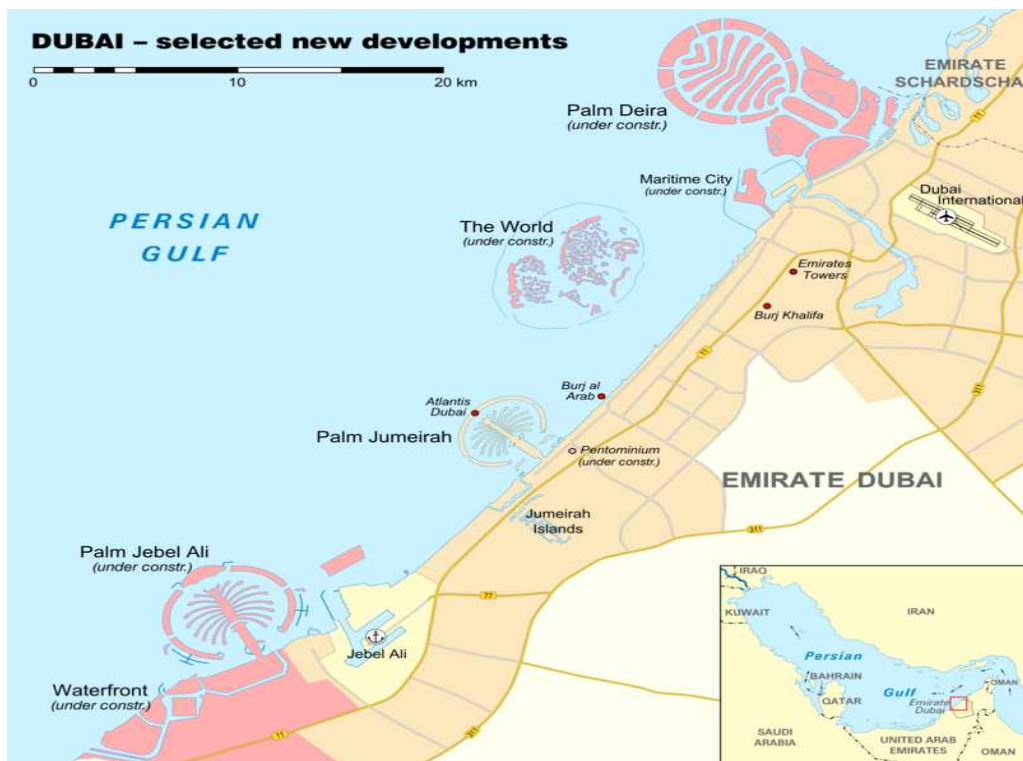 DUBAI – selected new developments
0 10 20 km
EMIRATE
SCHARDSCHA
Palm Deira
(under constr.)
11
Maritime City
(under constr.)
Dubai
International
PERSIAN
GULF
The World
(under constr.)
Emirates
Towers
Burj Khalifa
11
311
Burj al
Arab
Atlantis
Dubai
Palm Jumeirah
Pentominium
(under constr.)
EMIRATE DUBAI
Jumeirah
Islands
311
Palm Jebel Ali
(under constr.)
77
Jebel Ali
Waterfront
(under constr.)
11
311
IRAQ
KUWAIT
IRAN
Persian
Gulf
BAHRAIN
QATAR
OMAN
Emirate
Dubai
SAUDI
ARABIA
UNITED ARAB
EMIRATES
OMAN